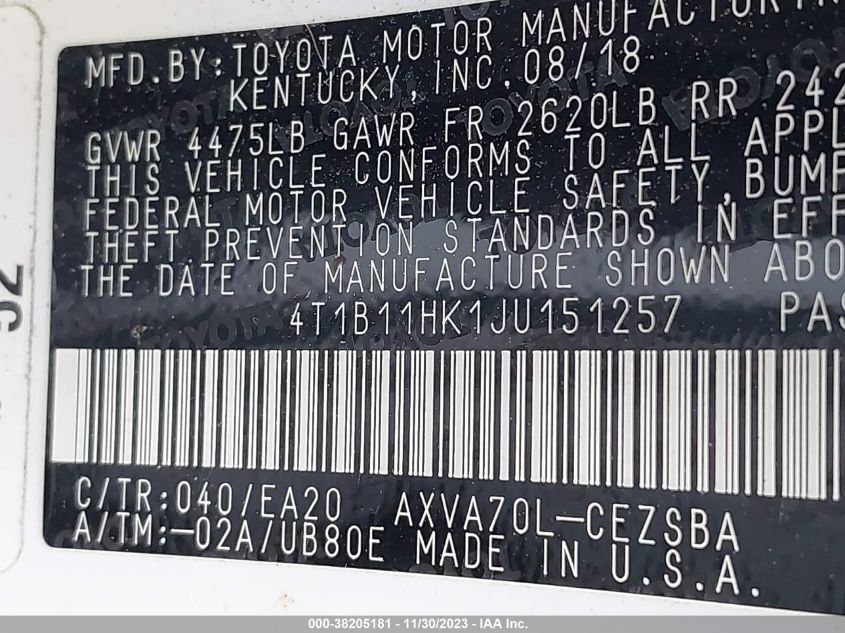 MFD.BY:TOYOTA MOTOR MANUFACTURIN
KENTUCKY, INC. 08/18
GVWR 4475LB GAWR FR 2620LB RR 242
THIS VEHICLE CONFORMS TO ALL APPL
FEDERAL MOTOR VEHICLE SAFETY, BUMP
THEFT PREVENTION STANDARDS IN EFF
THE DATE OF MANUFACTURE SHOWN ABO
4T1B11HK1JU151257 PAS
C/TR:040/EA20 AXVA70L-CEZSBA
A/TM:-02A/UB80E MADE IN U.S.A.
52
000-38205181 - 11/30/2023 - IAA Inc.